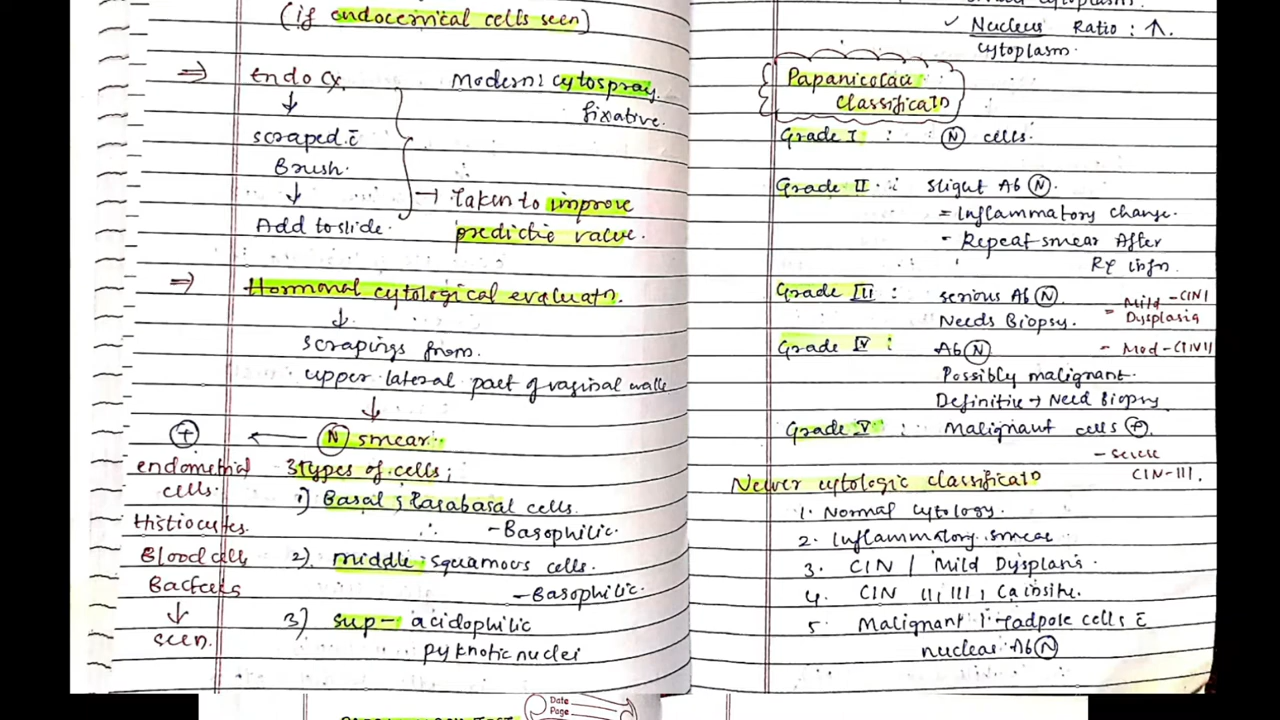 (if endocervical cells seen)
⇒ Endo Cx.
↓
scraped c̄
Brush.
↓
Add to slide.
Modern: cytospray
fixative.
→ Taken to improve
predictive value.
⇒ Hormonal cytological evaluatn.
↓
scrapings from.
upper lateral part of vaginal walls
↓
(+) ← (N) smear.
endometrial
cells.
Histiocytes.
Blood cells
↓
seen.
3 types of cells;
1) Basal & Parabasal cells.
- Basophilic.
2) middle squamous cells.
- Basophilic.
3) sup - acidophilic
pyknotic nuclei
✓ Nucleus Ratio : ↑.
cytoplasm.
Papanicolau
classificatn
Grade I : (N) cells.
Grade II : slight Ab(N).
= Inflammatory change.
- Repeat smear After
Rx infn.
Grade III : serious Ab(N).
Needs Biopsy.
= Mild - CIN I
Dysplasia
Grade IV : Ab(N)
- Mod - CIN II
Possibly malignant.
Definitive → Need Biopsy
Grade V : Malignant cells (+).
CIN-III.
Newer cytologic classificatn
1. Normal cytology.
2. Inflammatory smear
3. CIN I Mild Dysplasis.
4. CIN II, III, Ca insitu.
5. Malignant : Tadpole cells c̄
nuclear Ab(N)
Date
Page